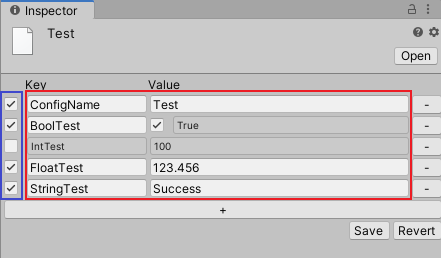 Inspector
Test
Open
Key Value
ConfigName Test
BoolTest True
IntTest 100
FloatTest 123.456
StringTest Success
+
Save Revert